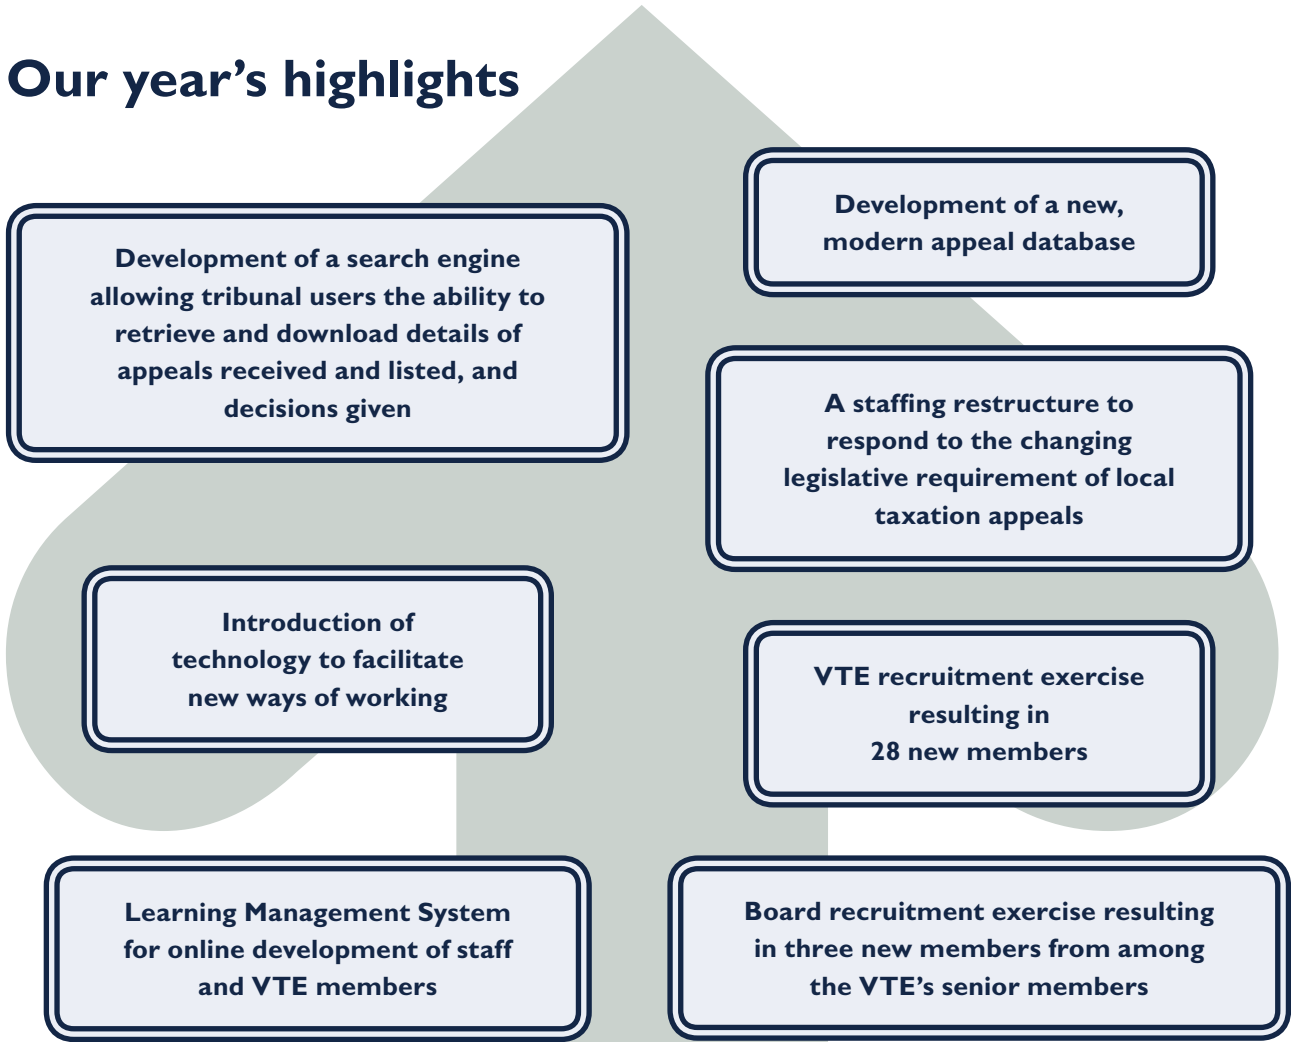 Our year’s highlights
Development of a search engine
allowing tribunal users the ability to
retrieve and download details of
appeals received and listed, and
decisions given
Development of a new,
modern appeal database
A staffing restructure to
respond to the changing
legislative requirement of local
taxation appeals
Introduction of
technology to facilitate
new ways of working
VTE recruitment exercise
resulting in
28 new members
Learning Management System
for online development of staff
and VTE members
Board recruitment exercise resulting
in three new members from among
the VTE’s senior members